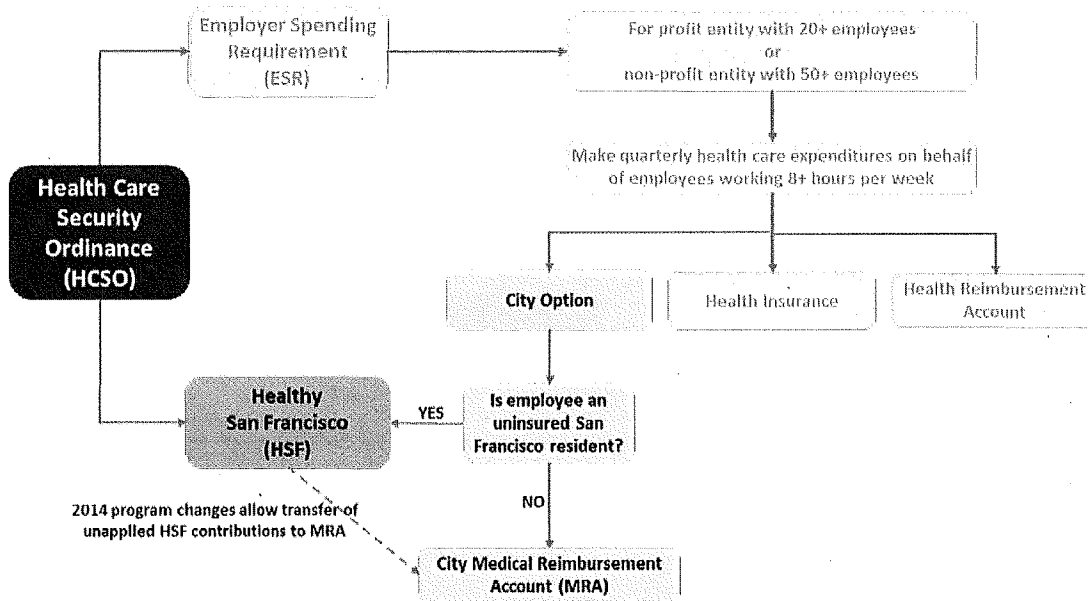 Employer Spending
Requirement
(ESR)
For profit entity with 20+ employees
or
non-profit entity with 50+ employees
Make quarterly health care expenditures on behalf
of employees working 8+ hours per week
Health Care
Security
Ordinance
(HCSO)
City Option
Health Insurance
Health Reimbursement
Account
Healthy
San Francisco
(HSF)
YES
Is employee an
uninsured San
Francisco resident?
NO
2014 program changes allow transfer of
unapplied HSF contributions to MRA
City Medical Reimbursement
Account (MRA)